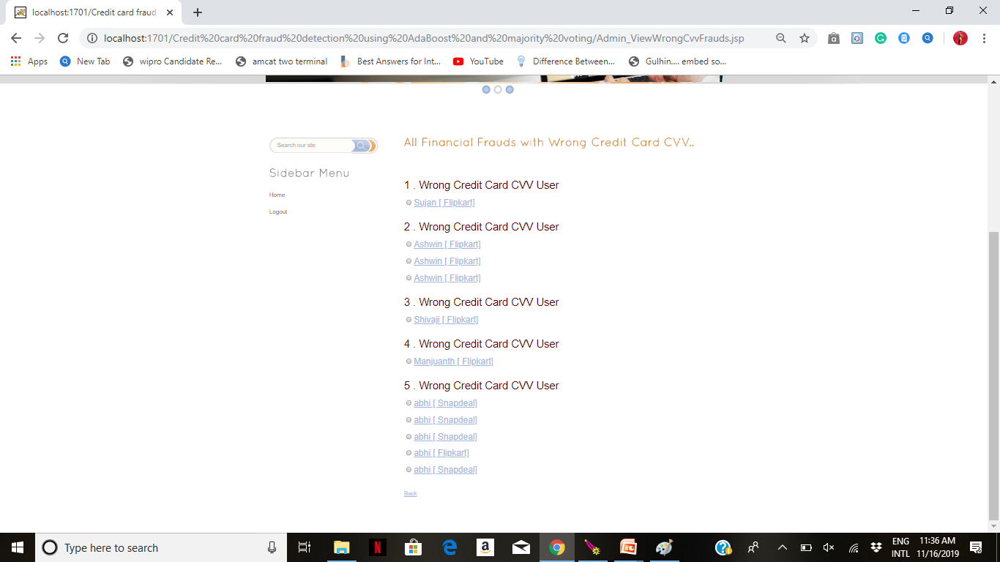 localhost:1701/Credit card fraud
localhost:1701/Credit%20card%20fraud%20detection%20using%20AdaBoost%20and%20majority%20voting/Admin_ViewWrongCvvFrauds.jsp
Apps New Tab wipro Candidate Re... amcat two terminal Best Answers for Int... YouTube Difference Between... Gulhin.... embed so...
Search our ste:
All Financial Frauds with Wrong Credit Card CVV..
Sidebar Menu
Home
Logout
1 . Wrong Credit Card CVV User
Sujan [ Flipkart]
2 . Wrong Credit Card CVV User
Ashwin [ Flipkart]
Ashwin [ Flipkart]
Ashwin [ Flipkart]
3 . Wrong Credit Card CVV User
Shivaji [ Flipkart]
4 . Wrong Credit Card CVV User
Manjuanth [ Flipkart]
5 . Wrong Credit Card CVV User
abhi [ Snapdeal]
abhi [ Snapdeal]
abhi [ Snapdeal]
abhi [ Flipkart]
abhi [ Snapdeal]
Back
Type here to search
ENG 11:36 AM
INTL 11/16/2019